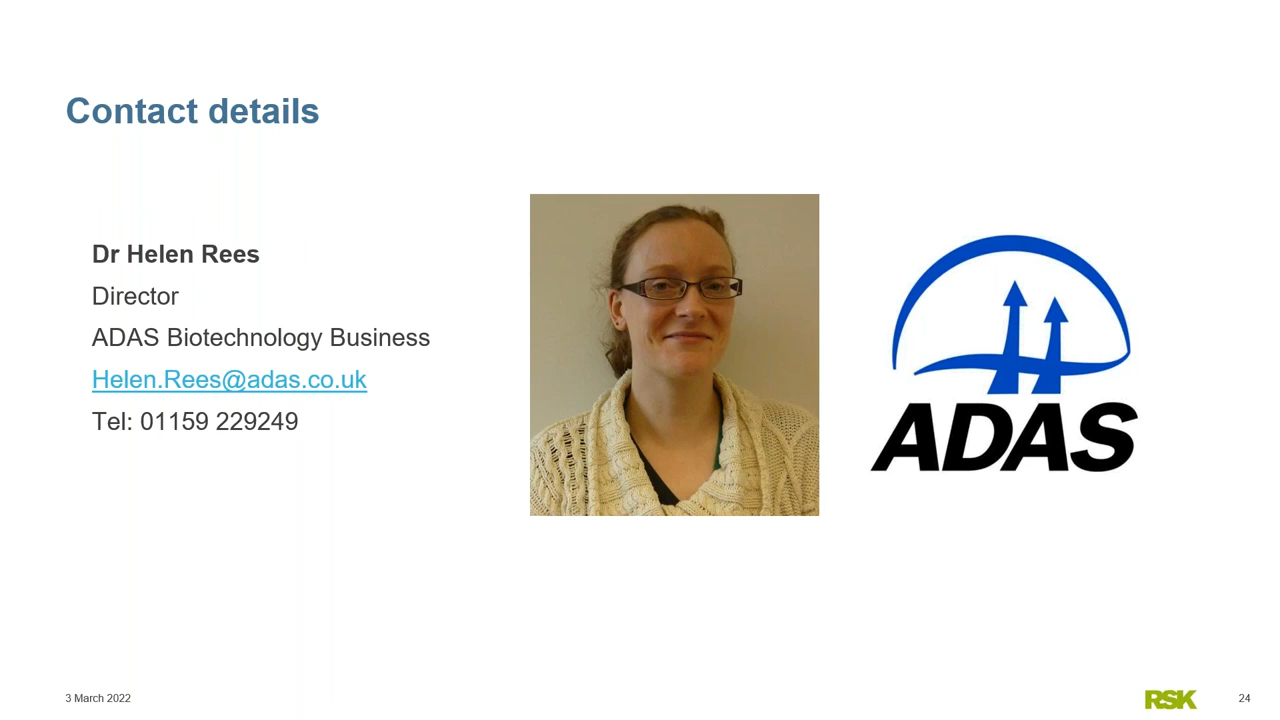 Contact details
Dr Helen Rees
Director
ADAS Biotechnology Business
Helen.Rees@adas.co.uk
Tel: 01159 229249
ADAS
3 March 2022
RSK
24